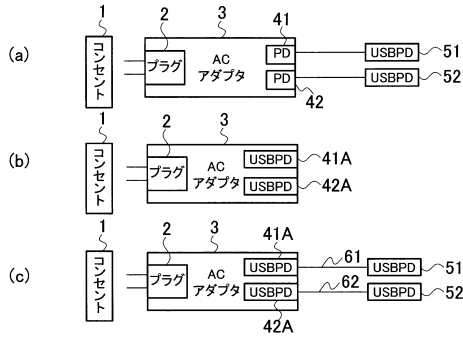 1 2 3 41
(a) コンセント プラグ AC アダプタ PD USBPD 51
PD USBPD 52
42
1 2 3
(b) コンセント プラグ AC アダプタ USBPD 41A
USBPD 42A
1 2 3 41A
(c) コンセント プラグ AC アダプタ USBPD 61 USBPD 51
USBPD 62 USBPD 52
42A